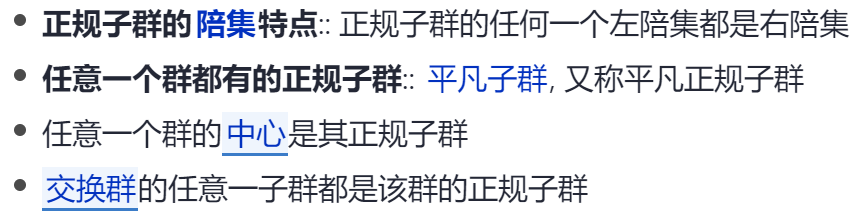 正规子群的陪集特点:: 正规子群的任何一个左陪集都是右陪集
任意一个群都有的正规子群:: 平凡子群, 又称平凡正规子群
任意一个群的中心是其正规子群
交换群的任意一子群都是该群的正规子群